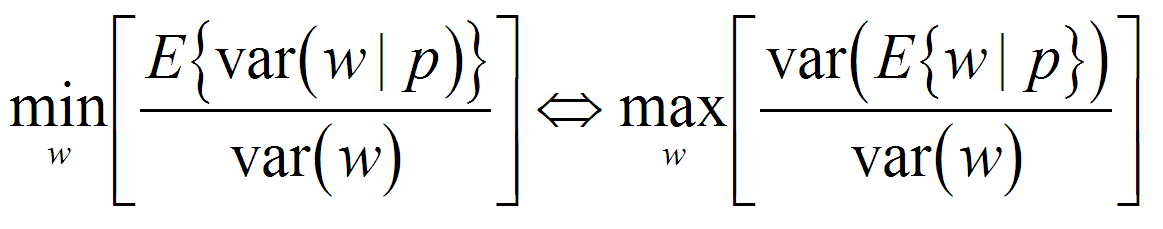 min_w [ E{var(w | p)} / var(w) ] ⇔ max_w [ var(E{w | p}) / var(w) ]